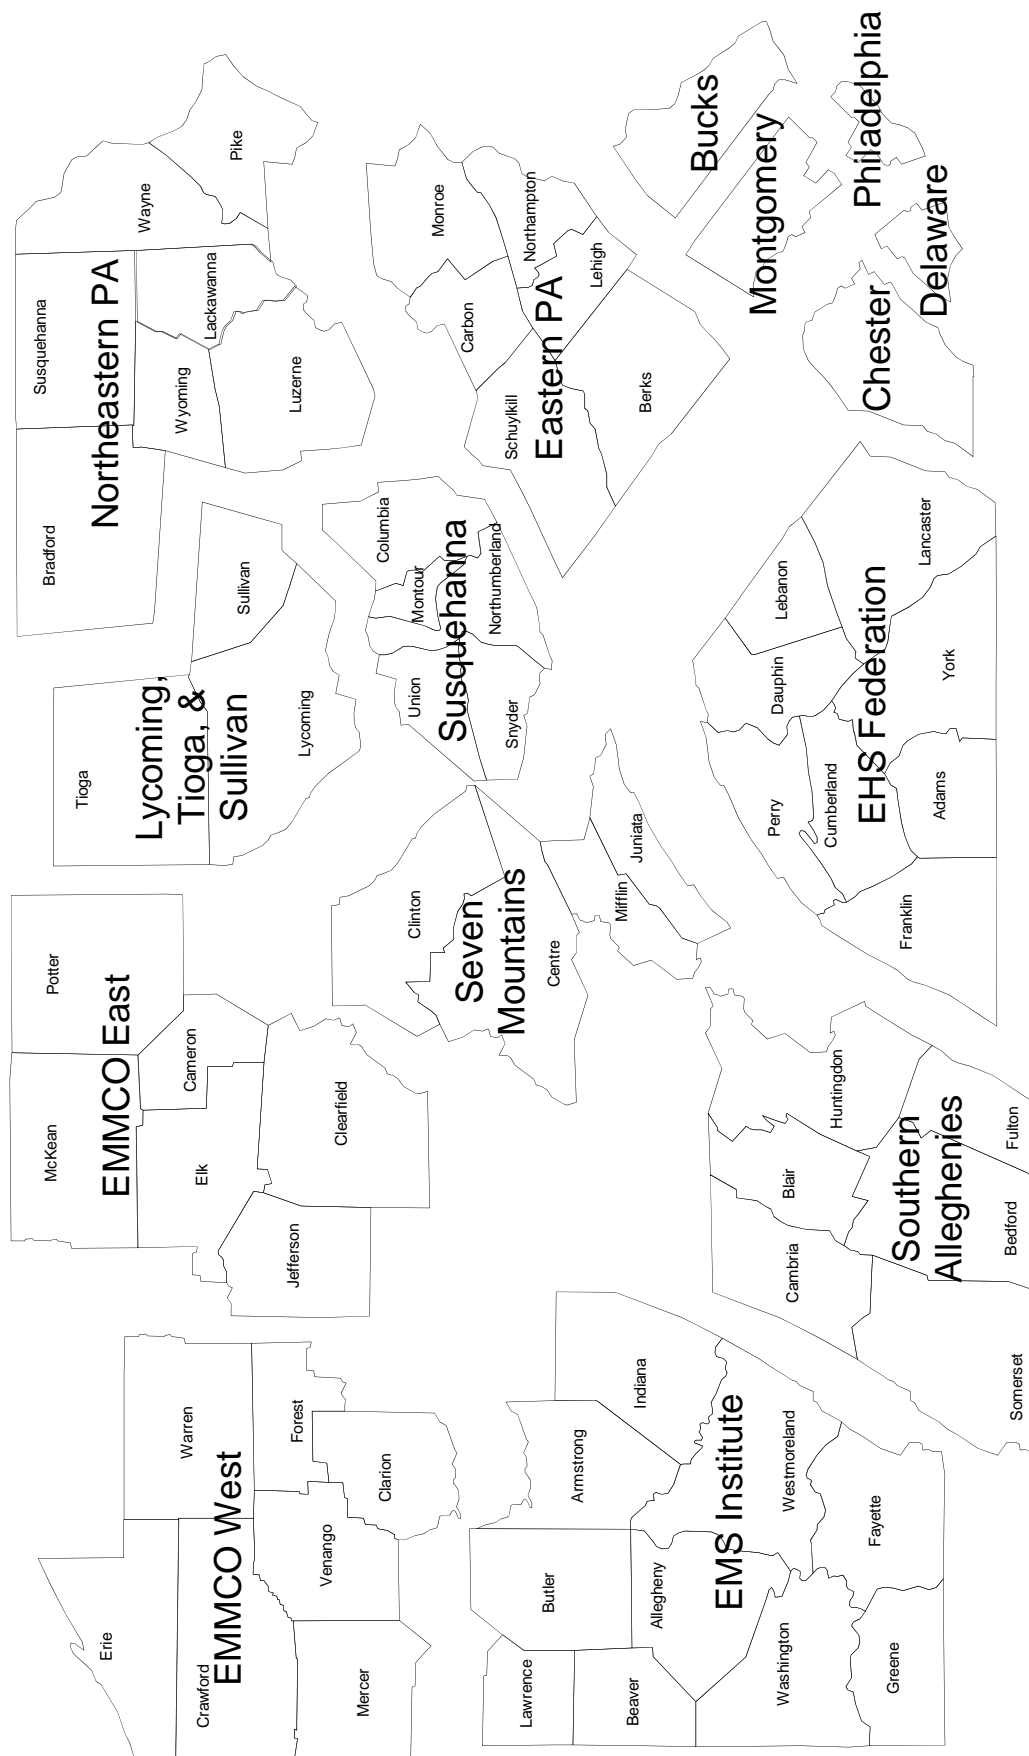 Erie
Crawford
Warren
EMMCO West
Forest
Venango
Clarion
Mercer
McKean
Potter
EMMCO East
Cameron
Elk
Jefferson
Clearfield
Tioga
Lycoming,
Tioga, &
Sullivan
Sullivan
Lycoming
Bradford
Susquehanna
Wayne
Northeastern PA
Wyoming
Lackawanna
Pike
Luzerne
Clinton
Seven
Mountains
Centre
Mifflin
Juniata
Columbia
Montour
Union
Susquehanna
Northumberland
Snyder
Monroe
Carbon
Northampton
Schuylkill
Eastern PA
Lehigh
Berks
Lawrence
Butler
Armstrong
Indiana
Beaver
Allegheny
EMS Institute
Westmoreland
Washington
Fayette
Greene
Cambria
Blair
Huntingdon
Southern
Alleghenies
Somerset
Bedford
Fulton
Perry
Dauphin
Lebanon
Cumberland
EHS Federation
Lancaster
York
Adams
Franklin
Bucks
Montgomery
Philadelphia
Chester
Delaware